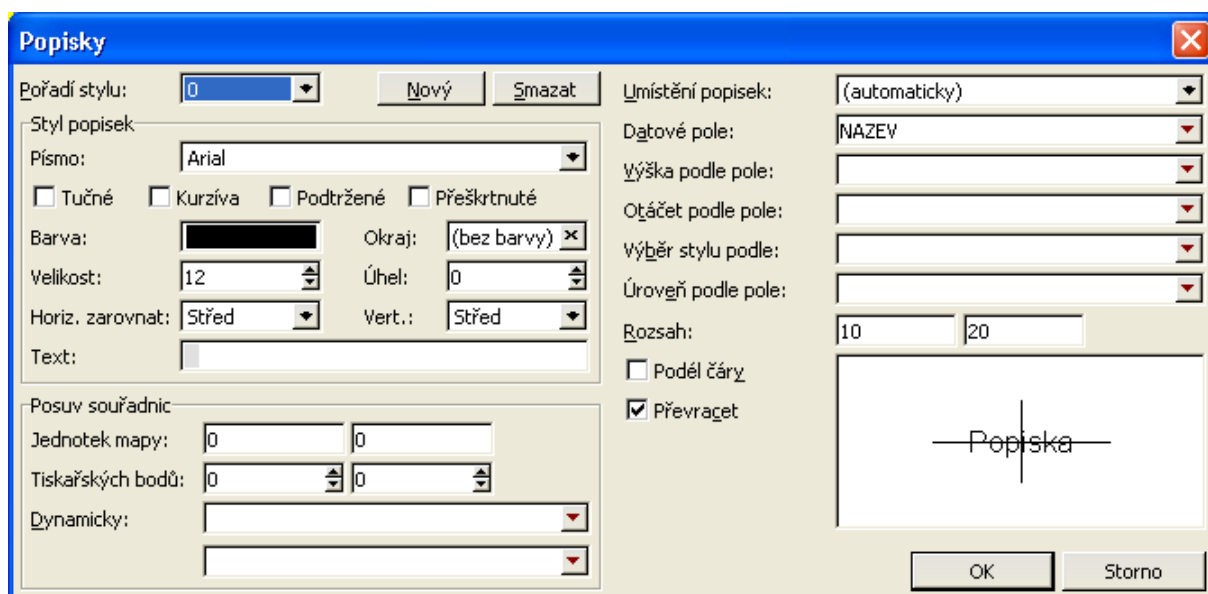 Popisky
Pořadí stylu: 0 Nový Smazat
Styl popisek
Písmo: Arial
Tučné Kurzíva Podtržené Přeškrtnuté
Barva: Okraj: (bez barvy)
Velikost: 12 Úhel: 0
Horiz. zarovnat: Střed Vert.: Střed
Text:
Posuv souřadnic
Jednotek mapy: 0 0
Tiskařských bodů: 0 0
Dynamicky:
Umístění popisek: (automaticky)
Datové pole: NAZEV
Výška podle pole:
Otáčet podle pole:
Výběr stylu podle:
Úroveň podle pole:
Rozsah: 10 20
Podél čáry
Převracet
Popiska
OK Storno